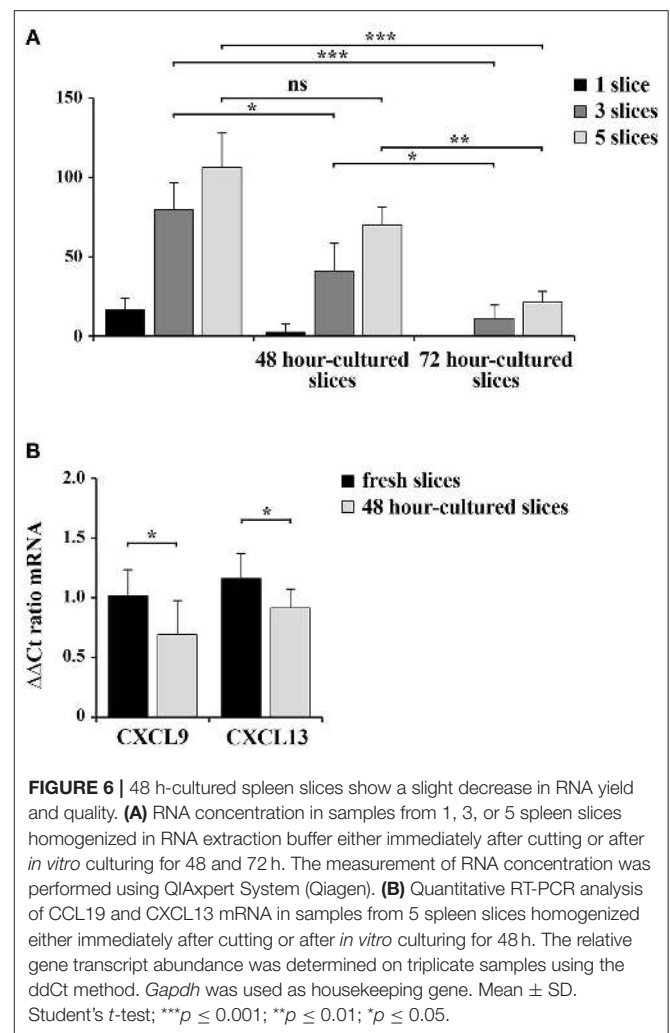 A
***
***
ns
*
**
*
1 slice
3 slices
5 slices
150
100
50
0
48 hour-cultured slices
72 hour-cultured slices
B
fresh slices
48 hour-cultured slices
ΔΔCt ratio mRNA
2.0
1.5
1.0
0.5
0
*
*
CXCL9
CXCL13
FIGURE 6 | 48 h-cultured spleen slices show a slight decrease in RNA yield
and quality. (A) RNA concentration in samples from 1, 3, or 5 spleen slices
homogenized in RNA extraction buffer either immediately after cutting or after
in vitro culturing for 48 and 72 h. The measurement of RNA concentration was
performed using QIAxpert System (Qiagen). (B) Quantitative RT-PCR analysis
of CCL19 and CXCL13 mRNA in samples from 5 spleen slices homogenized
either immediately after cutting or after in vitro culturing for 48 h. The relative
gene transcript abundance was determined on triplicate samples using the
ddCt method. Gapdh was used as housekeeping gene. Mean ± SD.
Student's t-test; ***p ≤ 0.001; **p ≤ 0.01; *p ≤ 0.05.